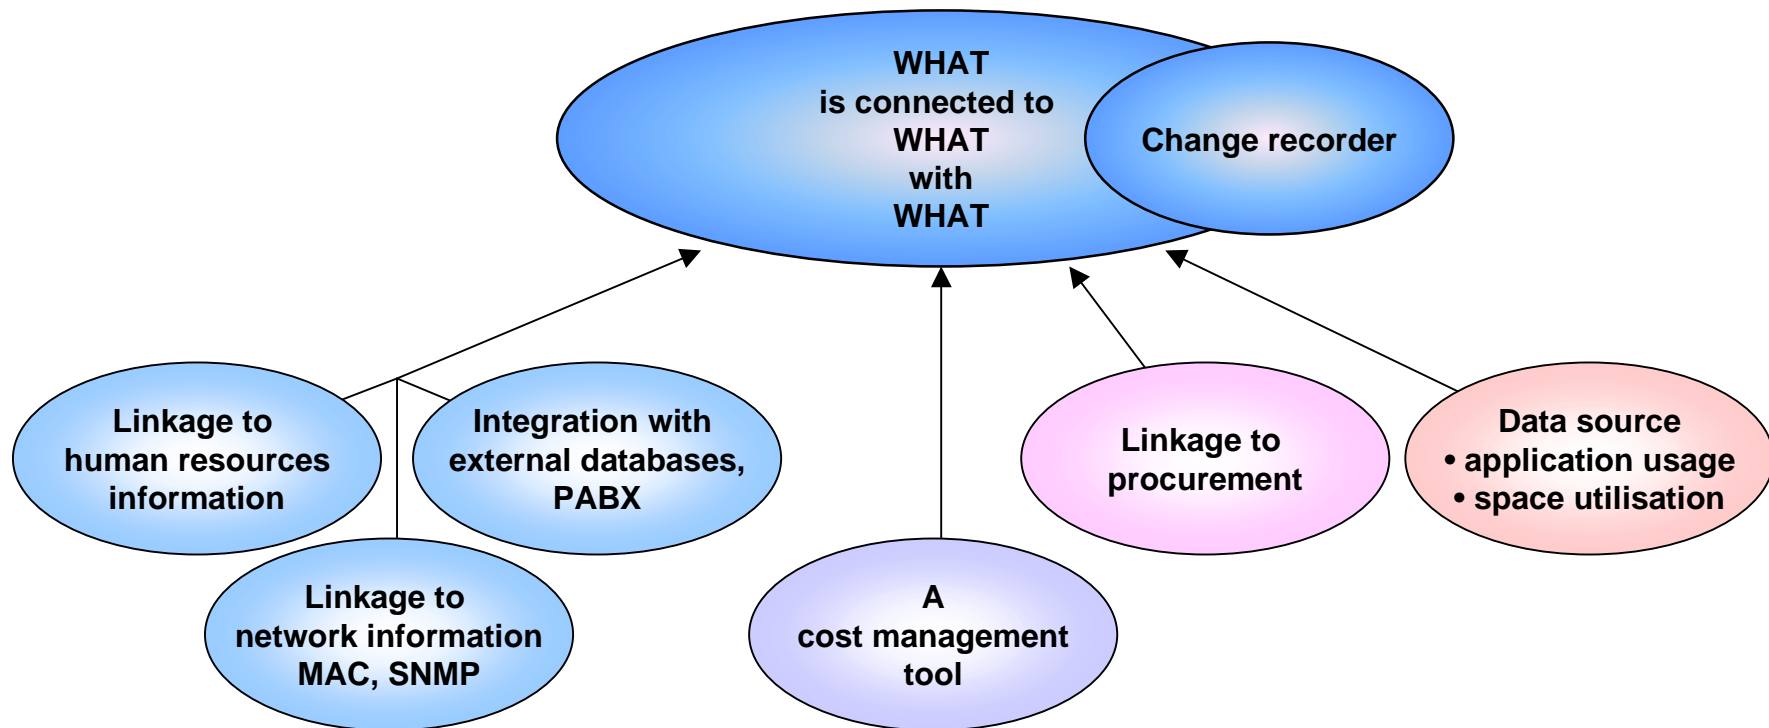 WHAT
is connected to
WHAT
with
WHAT
Change recorder
Linkage to
human resources
information
Integration with
external databases,
PABX
Linkage to
network information
MAC, SNMP
A
cost management
tool
Linkage to
procurement
Data source
• application usage
• space utilisation